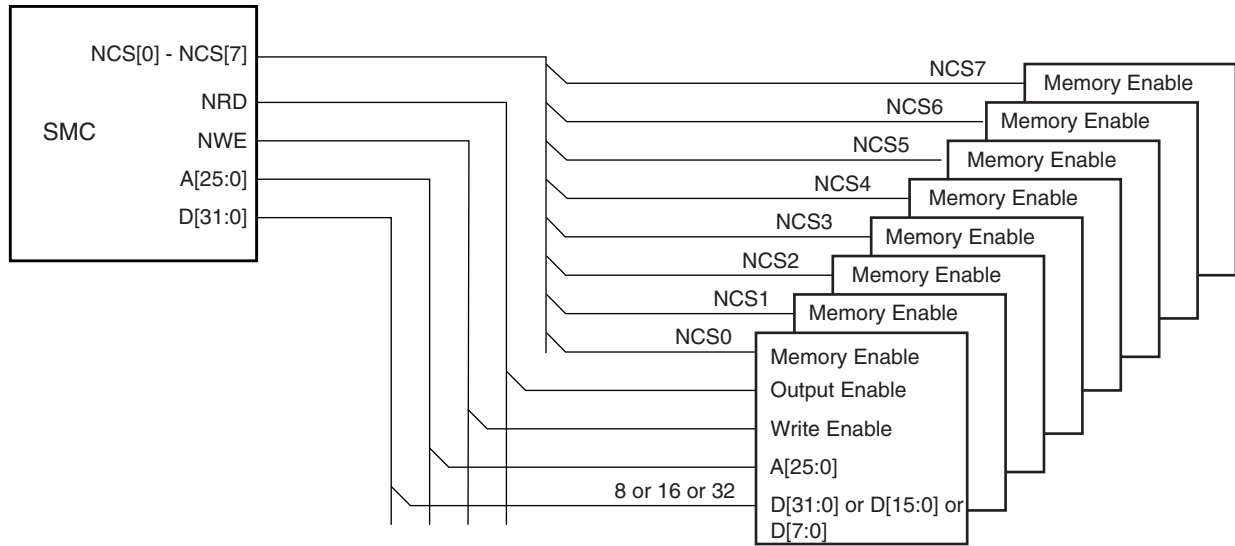 NCS[0] - NCS[7]
NRD
SMC
NWE
A[25:0]
D[31:0]
NCS7
Memory Enable
NCS6
Memory Enable
NCS5
Memory Enable
NCS4
Memory Enable
NCS3
Memory Enable
NCS2
Memory Enable
NCS1
Memory Enable
NCS0
Memory Enable
Output Enable
Write Enable
A[25:0]
8 or 16 or 32
D[31:0] or D[15:0] or
D[7:0]